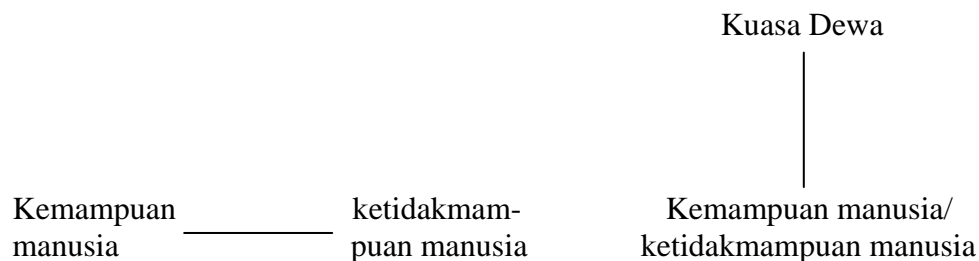 Kuasa Dewa
Kemampuan
manusia
ketidakmam-
puan manusia
Kemampuan manusia/
ketidakmampuan manusia